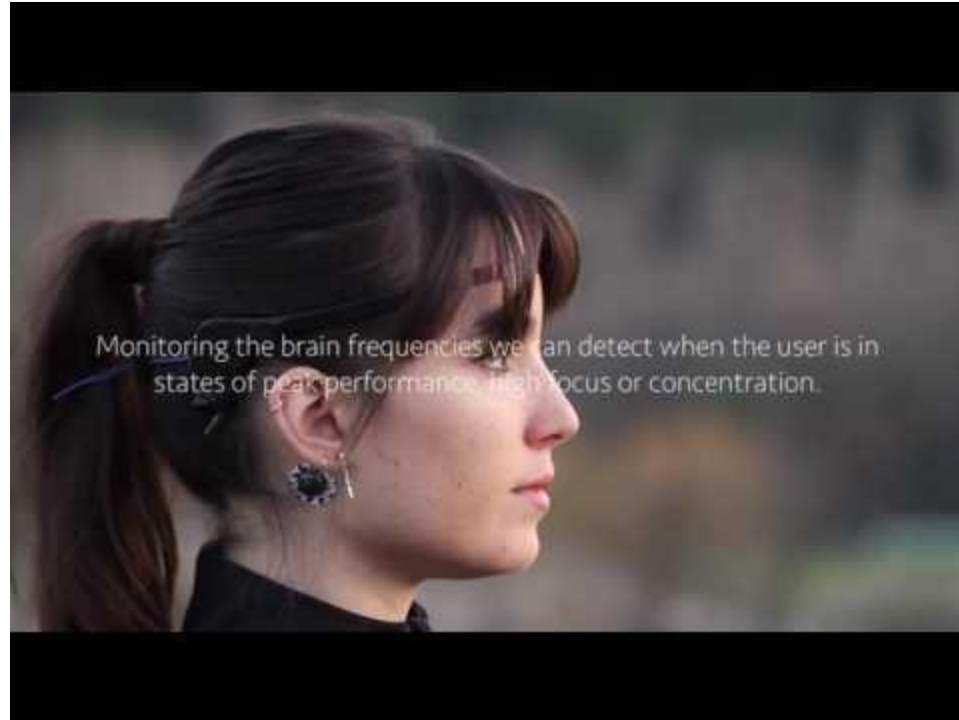 Monitoring the brain frequencies we can detect when the user is in
states of peak performance, high focus or concentration.